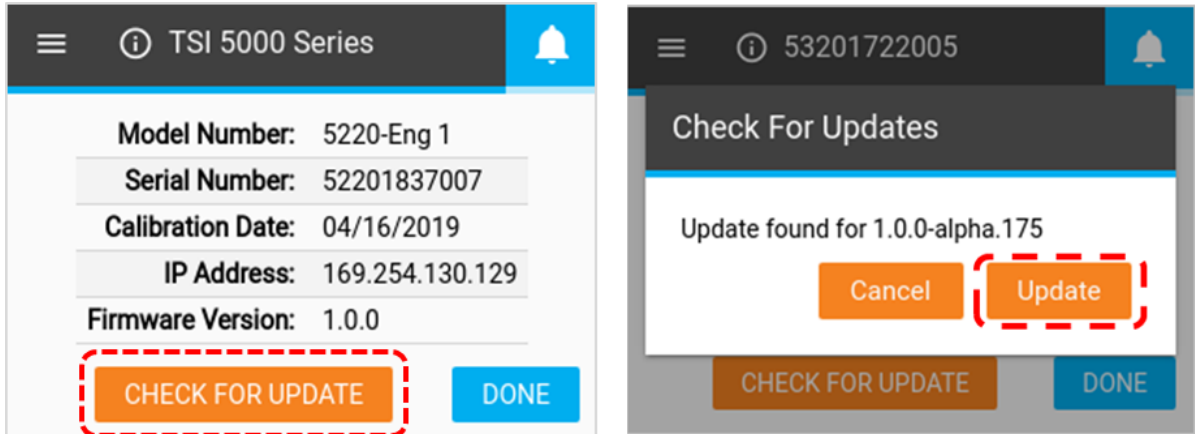 TSI 5000 Series
Model Number: 5220-Eng 1
Serial Number: 52201837007
Calibration Date: 04/16/2019
IP Address: 169.254.130.129
Firmware Version: 1.0.0
CHECK FOR UPDATE DONE
53201722005
Check For Updates
Update found for 1.0.0-alpha.175
Cancel Update
CHECK FOR UPDATE DONE